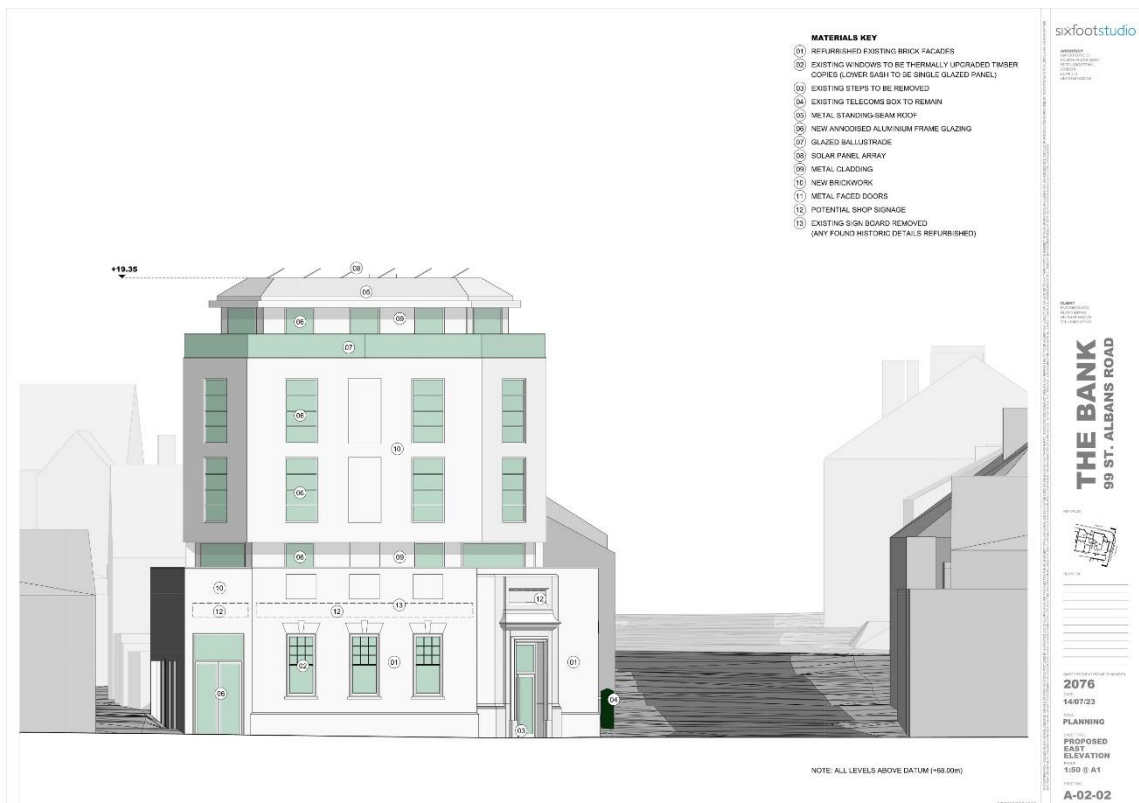 MATERIALS KEY
01 REFURBISHED EXISTING BRICK FACADES
02 EXISTING WINDOWS TO BE THERMALLY UPGRADED TIMBER
COPIES (LOWER SASH TO BE SINGLE GLAZED PANEL)
03 EXISTING STEPS TO BE REMOVED
04 EXISTING TELECOMS BOX TO REMAIN
05 METAL STANDING-SEAM ROOF
06 NEW ANNODISED ALUMINIUM FRAME GLAZING
07 GLAZED BALLUSTRADE
08 SOLAR PANEL ARRAY
09 METAL CLADDING
10 NEW BRICKWORK
11 METAL FACED DOORS
12 POTENTIAL SHOP SIGNAGE
13 EXISTING SIGN BOARD REMOVED
(ANY FOUND HISTORIC DETAILS REFURBISHED)
+19.35
08
05
06
09
07
06
10
06
06
09
10
12
12
13
12
02
01
01
06
04
03
NOTE: ALL LEVELS ABOVE DATUM (+68.00m)
sixfootstudio
ARCHITECT
CLIENT
THE BANK
99 ST. ALBANS ROAD
KEY PLAN
2076
DATE
14/07/23
PLANNING
PROPOSED
EAST
ELEVATION
1:50 @ A1
A-02-02